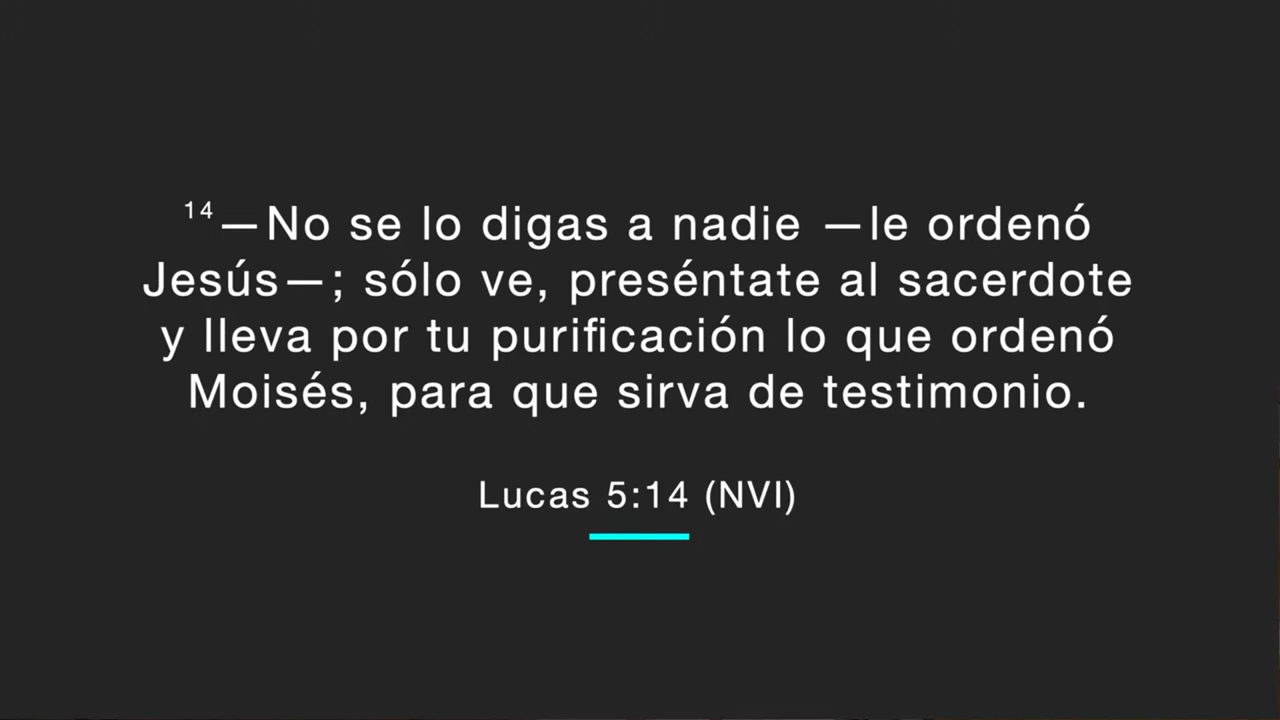 14—No se lo digas a nadie —le ordenó
Jesús—; sólo ve, preséntate al sacerdote
y lleva por tu purificación lo que ordenó
Moisés, para que sirva de testimonio.
Lucas 5:14 (NVI)